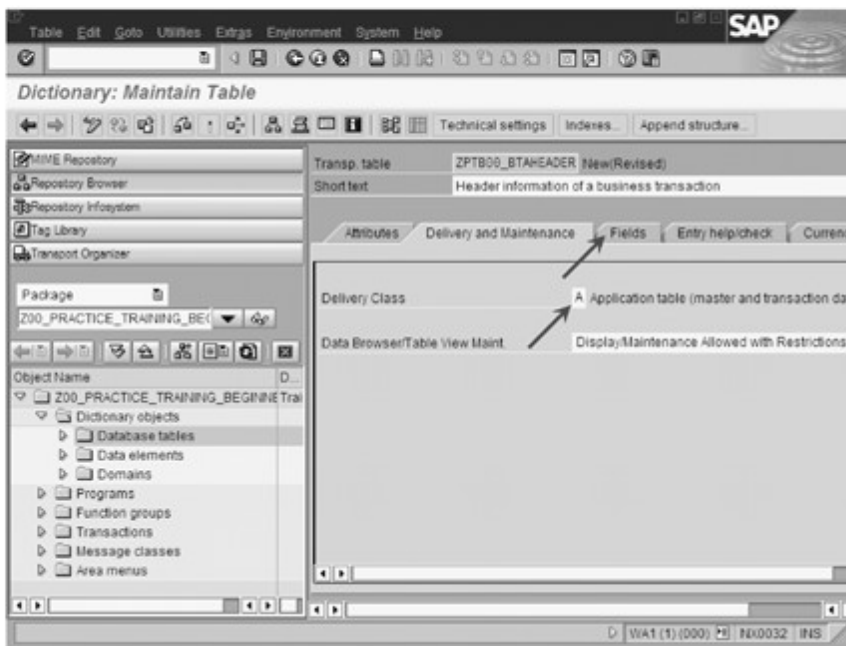 Table Edit Goto Utilities Extras Environment System Help
SAP
Dictionary: Maintain Table
Technical settings Indexes... Append structure...
MIME Repository
Repository Browser
Repository Infosystem
Tag Library
Transport Organizer
Package
Z00_PRACTICE_TRAINING_BE(
Object Name D...
Z00_PRACTICE_TRAINING_BEGINNE Trai
Dictionary objects
Database tables
Data elements
Domains
Programs
Function groups
Transactions
Message classes
Area menus
Transp. table ZPTB00_BTAHEADER New(Revised)
Short text Header information of a business transaction
Attributes Delivery and Maintenance Fields Entry help/check Curren
Delivery Class A Application table (master and transaction da
Data Browser/Table View Maint. Display/Maintenance Allowed with Restrictions
WA1 (1) (000) NX0032 INS